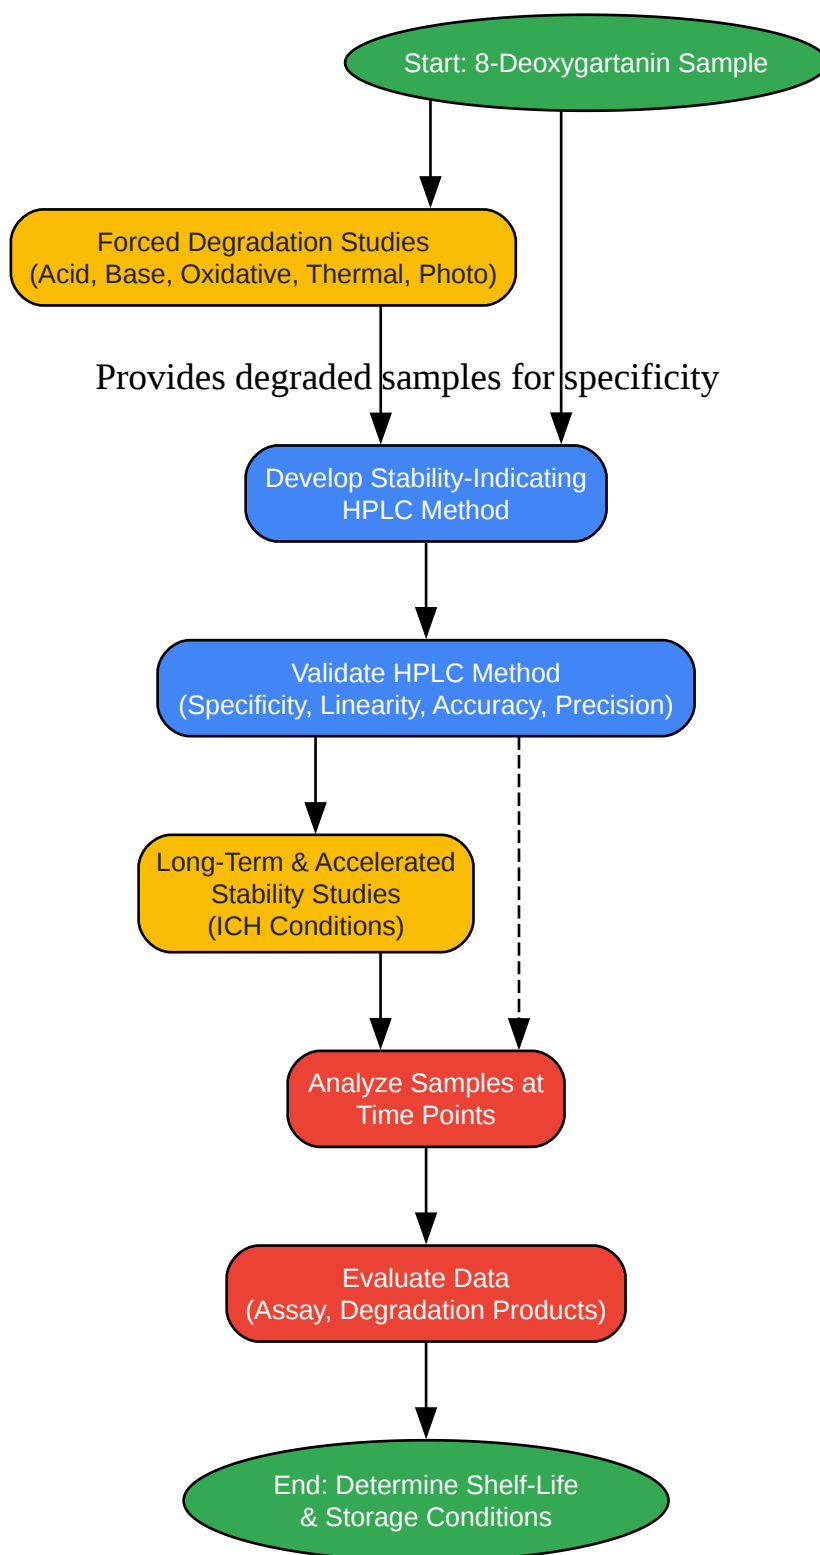 Start: 8-Deoxygartanin Sample
Forced Degradation Studies
(Acid, Base, Oxidative, Thermal, Photo)
Provides degraded samples for specificity
Develop Stability-Indicating
HPLC Method
Validate HPLC Method
(Specificity, Linearity, Accuracy, Precision)
Long-Term & Accelerated
Stability Studies
(ICH Conditions)
Analyze Samples at
Time Points
Evaluate Data
(Assay, Degradation Products)
End: Determine Shelf-Life
& Storage Conditions